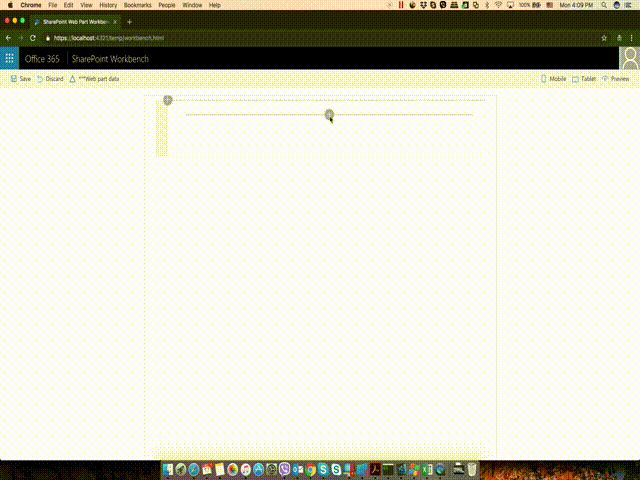 Chrome File Edit View History Bookmarks People Window Help 100% Mon 4:09 PM
SharePoint Web Part Workbench
https://localhost:4321/temp/workbench.html
Office 365 SharePoint Workbench
Save Discard ***Web part data Mobile Tablet Preview